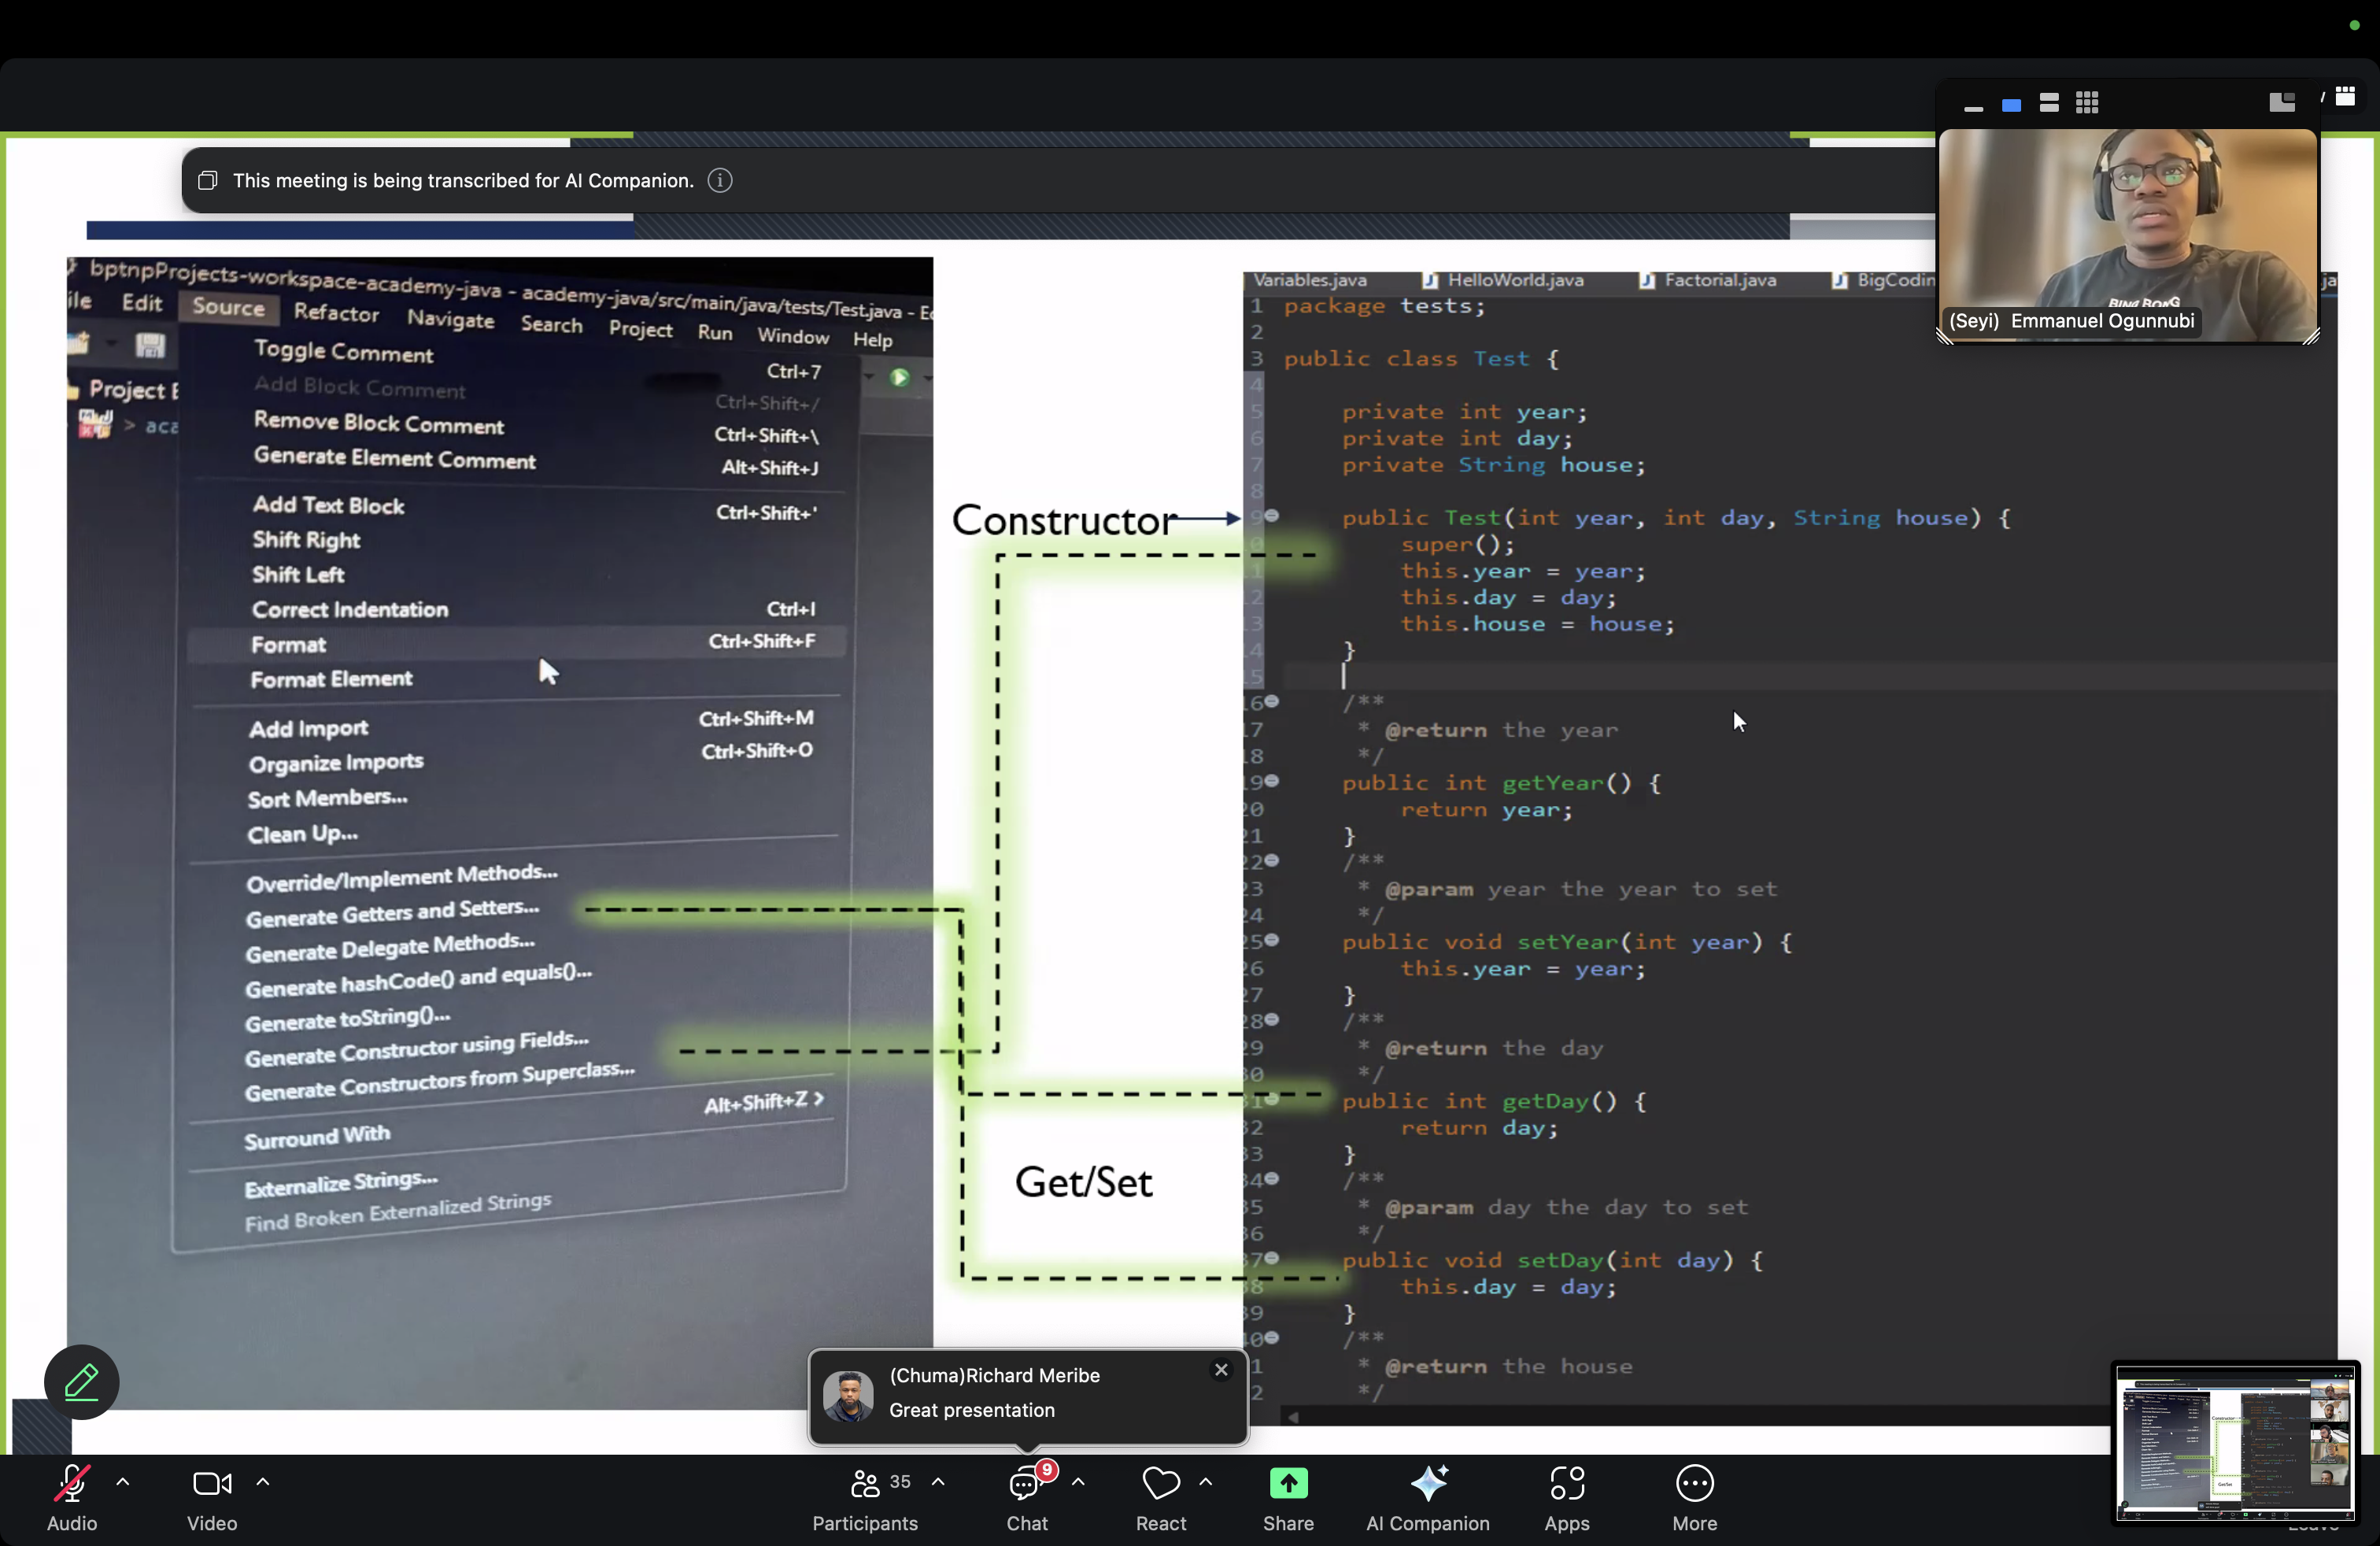 This meeting is being transcribed for AI Companion.
(Seyi) Emmanuel Ogunnubi
bptnpProjects-workspace-academy-java - academy-java/src/main/java/tests/Test.java - Ec
ile Edit Source Refactor Navigate Search Project Run Window Help
Project E
> aca
Toggle Comment Ctrl+7
Add Block Comment Ctrl+Shift+/
Remove Block Comment Ctrl+Shift+\
Generate Element Comment Alt+Shift+J
Add Text Block Ctrl+Shift+'
Shift Right
Shift Left
Correct Indentation Ctrl+I
Format Ctrl+Shift+F
Format Element
Add Import Ctrl+Shift+M
Organize Imports Ctrl+Shift+O
Sort Members...
Clean Up...
Override/Implement Methods...
Generate Getters and Setters...
Generate Delegate Methods...
Generate hashCode() and equals()...
Generate toString()...
Generate Constructor using Fields...
Generate Constructors from Superclass...
Surround With Alt+Shift+Z >
Externalize Strings...
Find Broken Externalized Strings
Constructor
Get/Set
Variables.java HelloWorld.java Factorial.java BigCodin ja
1 package tests;
2
3 public class Test {
4
5 private int year;
6 private int day;
7 private String house;
8
9 public Test(int year, int day, String house) {
0 super();
1 this.year = year;
2 this.day = day;
3 this.house = house;
4 }
5
6 /**
7 * @return the year
8 */
9 public int getYear() {
20 return year;
21 }
22 /**
23 * @param year the year to set
24 */
25 public void setYear(int year) {
26 this.year = year;
27 }
28 /**
29 * @return the day
30 */
31 public int getDay() {
32 return day;
33 }
34 /**
35 * @param day the day to set
36 */
37 public void setDay(int day) {
38 this.day = day;
39 }
40 /**
1 * @return the house
2 */
(Chuma)Richard Meribe
Great presentation
Audio
Video
35
Participants
9
Chat
React
Share
AI Companion
Apps
More